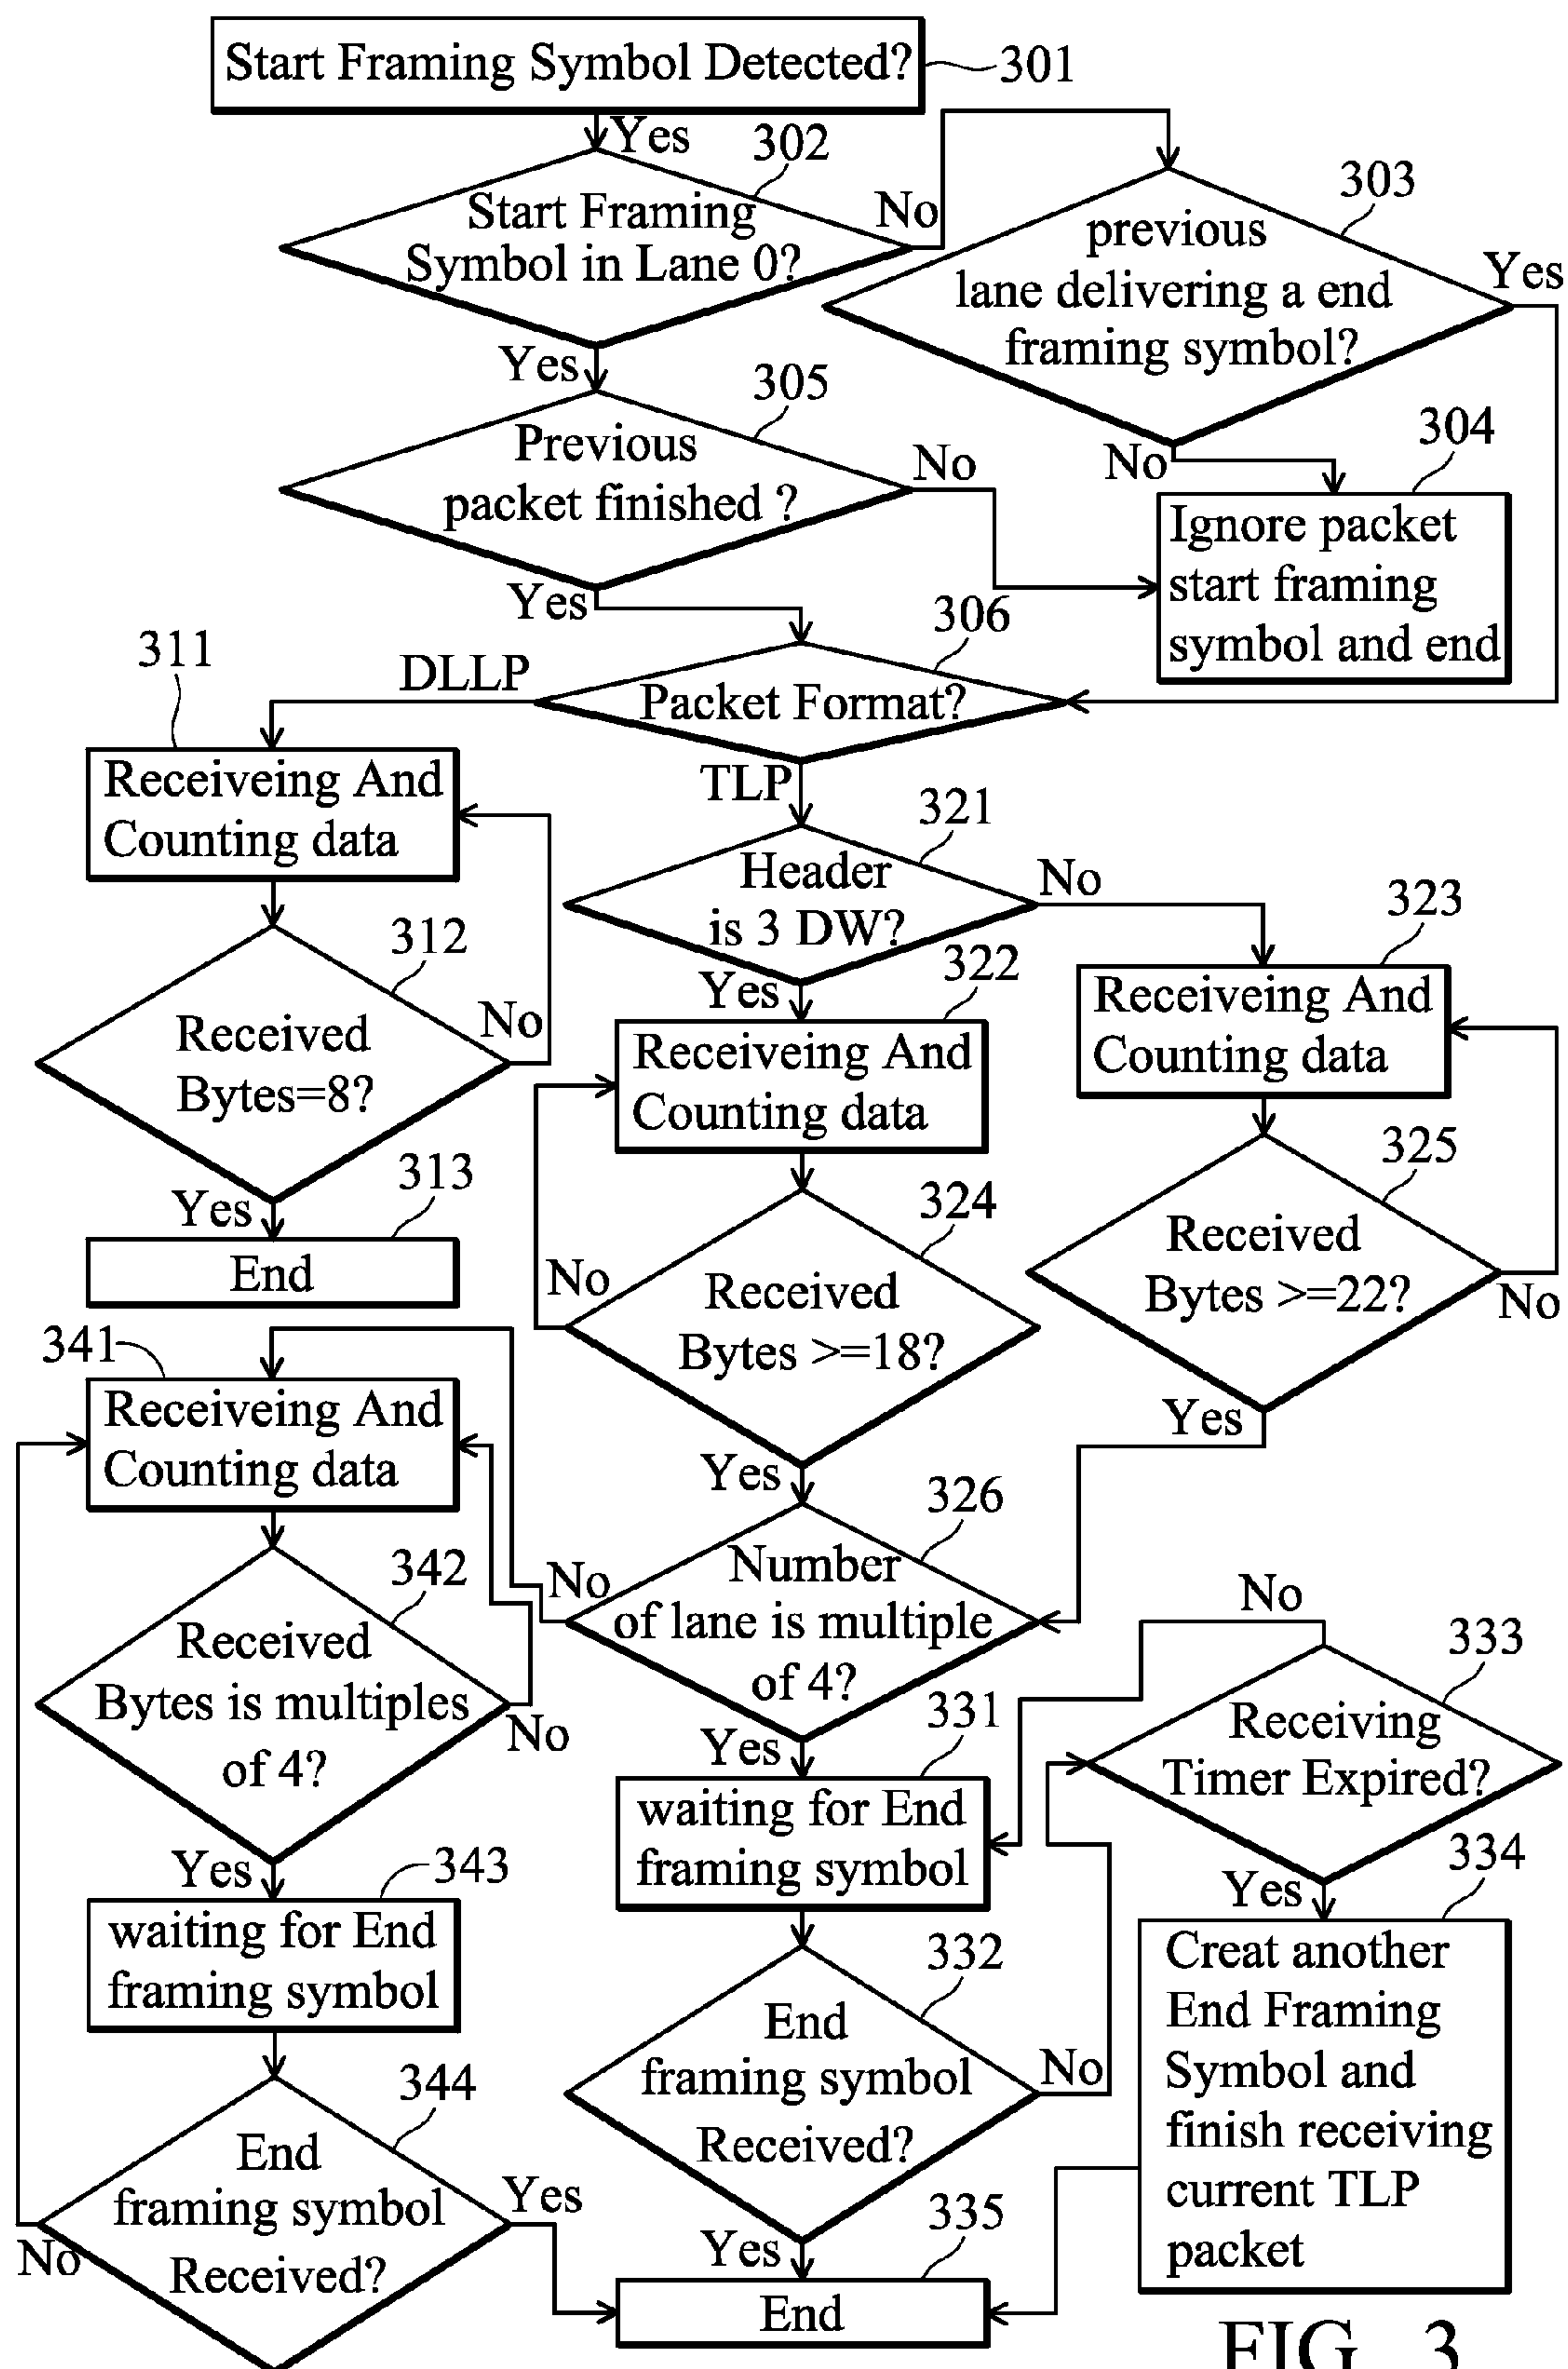 Start Framing Symbol Detected?
301
Yes
302
Start Framing
Symbol in Lane 0?
No
303
previous
lane delivering a end
framing symbol?
Yes
Yes
305
Previous
packet finished ?
No
No
304
Ignore packet
start framing
symbol and end
Yes
306
Packet Format?
DLLP
311
Receiveing And
Counting data
TLP
321
Header
is 3 DW?
No
323
Receiveing And
Counting data
312
Received
Bytes=8?
No
Yes
322
Receiveing And
Counting data
325
Received
Bytes >=22?
No
Yes
313
End
324
Received
Bytes >=18?
No
Yes
341
Receiveing And
Counting data
Yes
326
Number
of lane is multiple
of 4?
No
342
Received
Bytes is multiples
of 4?
No
No
333
Receiving
Timer Expired?
Yes
331
waiting for End
framing symbol
Yes
343
waiting for End
framing symbol
Yes
334
Creat another
End Framing
Symbol and
finish receiving
current TLP
packet
332
End
framing symbol
Received?
No
344
End
framing symbol
Received?
Yes
No
Yes
335
End
FIG. 3